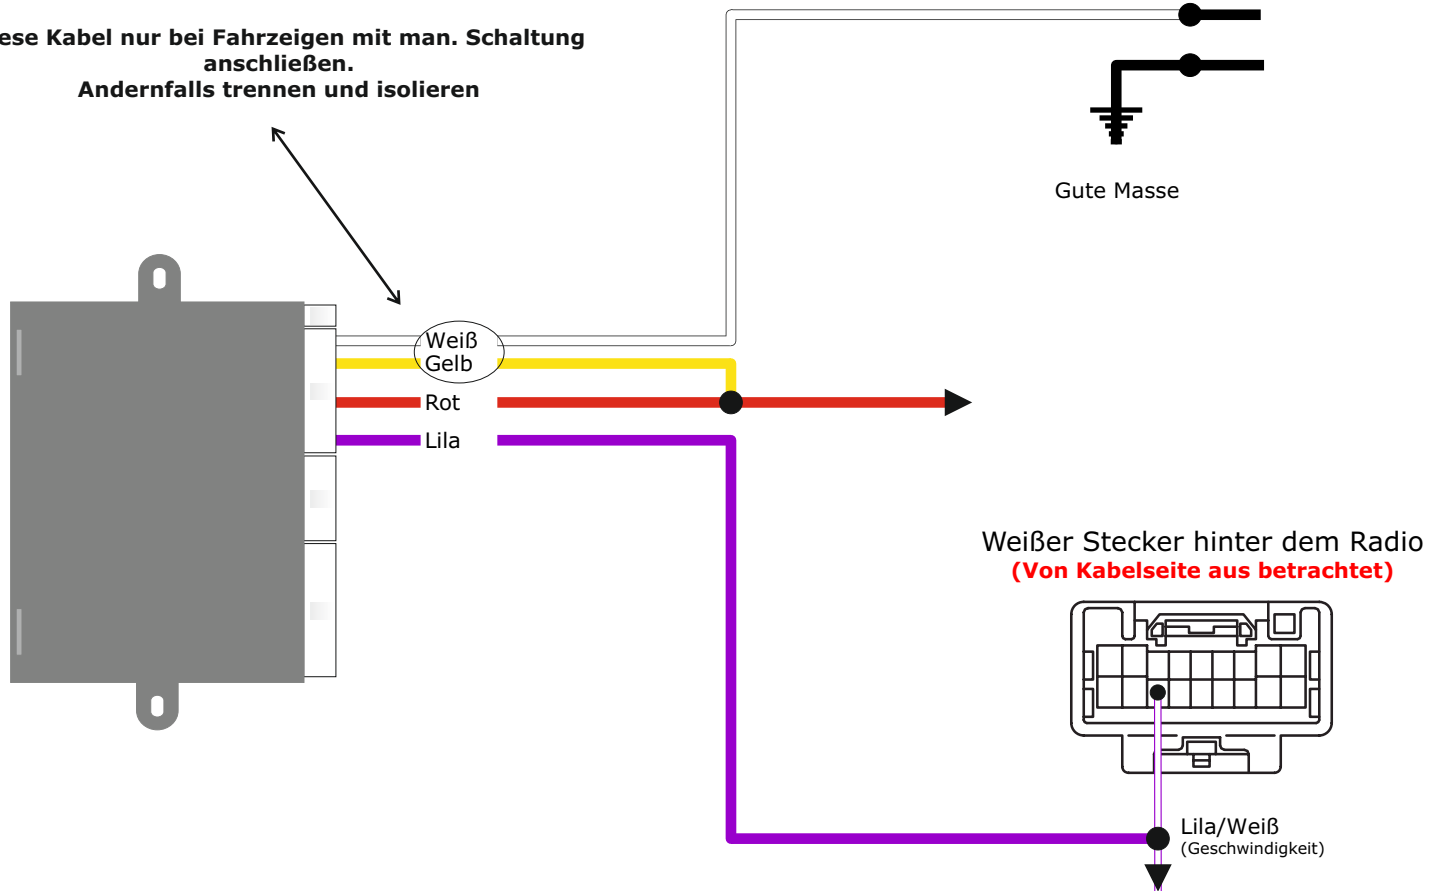 ese Kabel nur bei Fahrzeigen mit man. Schaltung
anschließen.
Andernfalls trennen und isolieren
Gute Masse
Weiß
Gelb
Rot
Lila
Weißer Stecker hinter dem Radio
(Von Kabelseite aus betrachtet)
Lila/Weiß
(Geschwindigkeit)